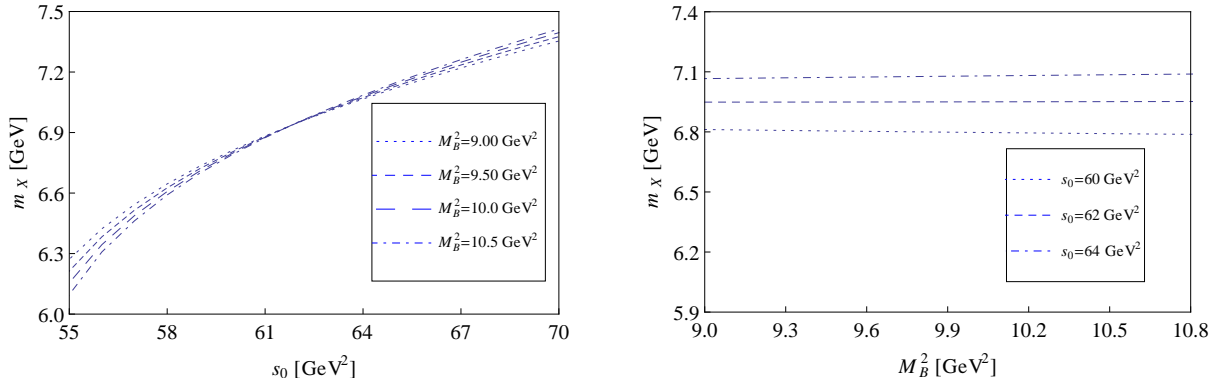 7.5
7.2
6.9
6.6
6.3
6.0
m_X [GeV]
M_B^2=9.00 GeV^2
M_B^2=9.50 GeV^2
M_B^2=10.0 GeV^2
M_B^2=10.5 GeV^2
55 58 61 64 67 70
s_0 [GeV^2]
7.4
7.1
6.8
6.5
6.2
5.9
m_X [GeV]
s_0=60 GeV^2
s_0=62 GeV^2
s_0=64 GeV^2
9.0 9.3 9.6 9.9 10.2 10.5 10.8
M_B^2 [GeV^2]